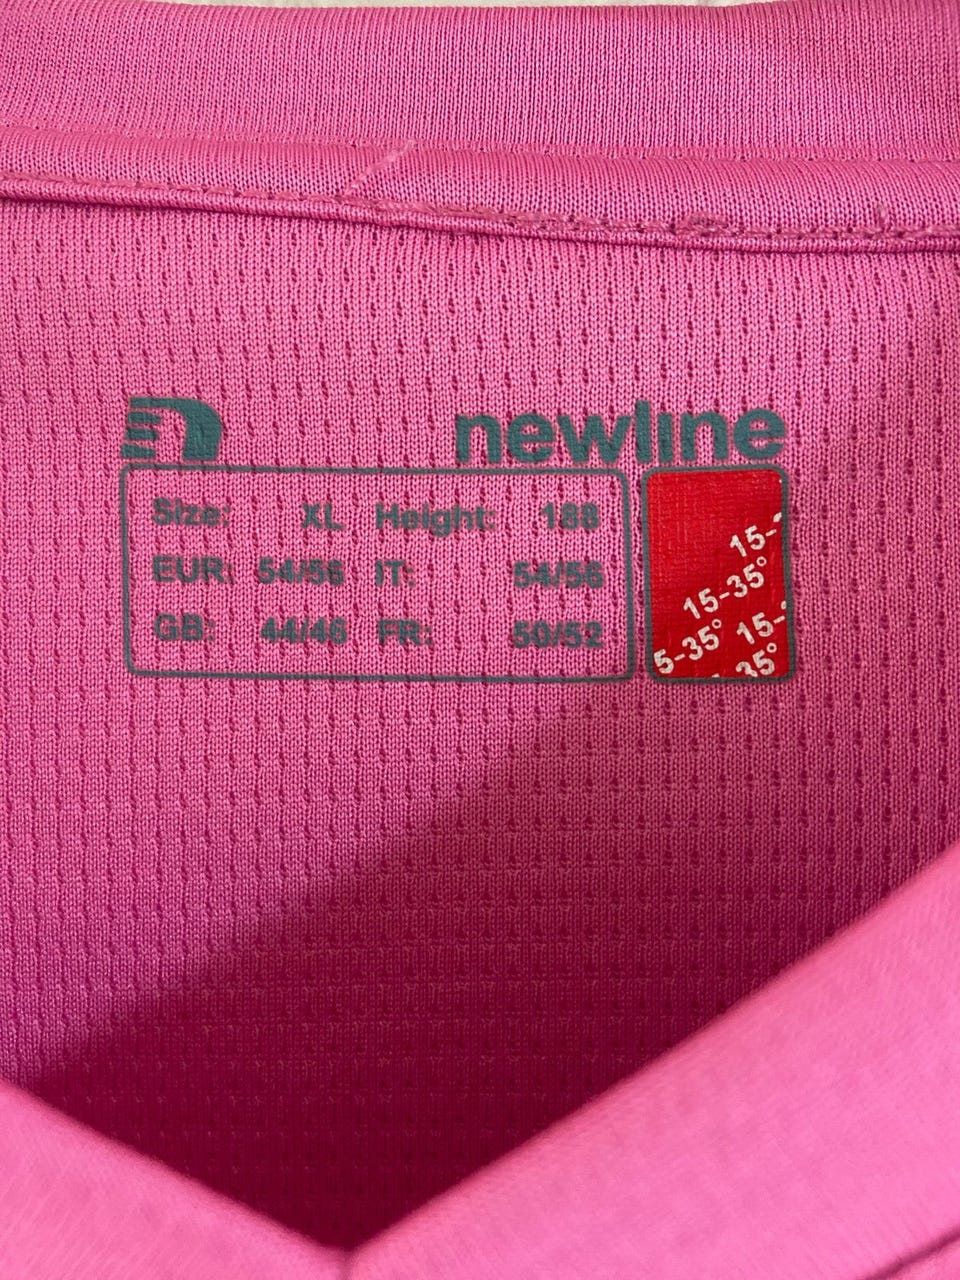 newline
Size: XL Height: 188
EUR: 54/56 IT: 54/56
GB: 44/46 FR: 50/52
15-
15-35°
5-35° 15-
35°